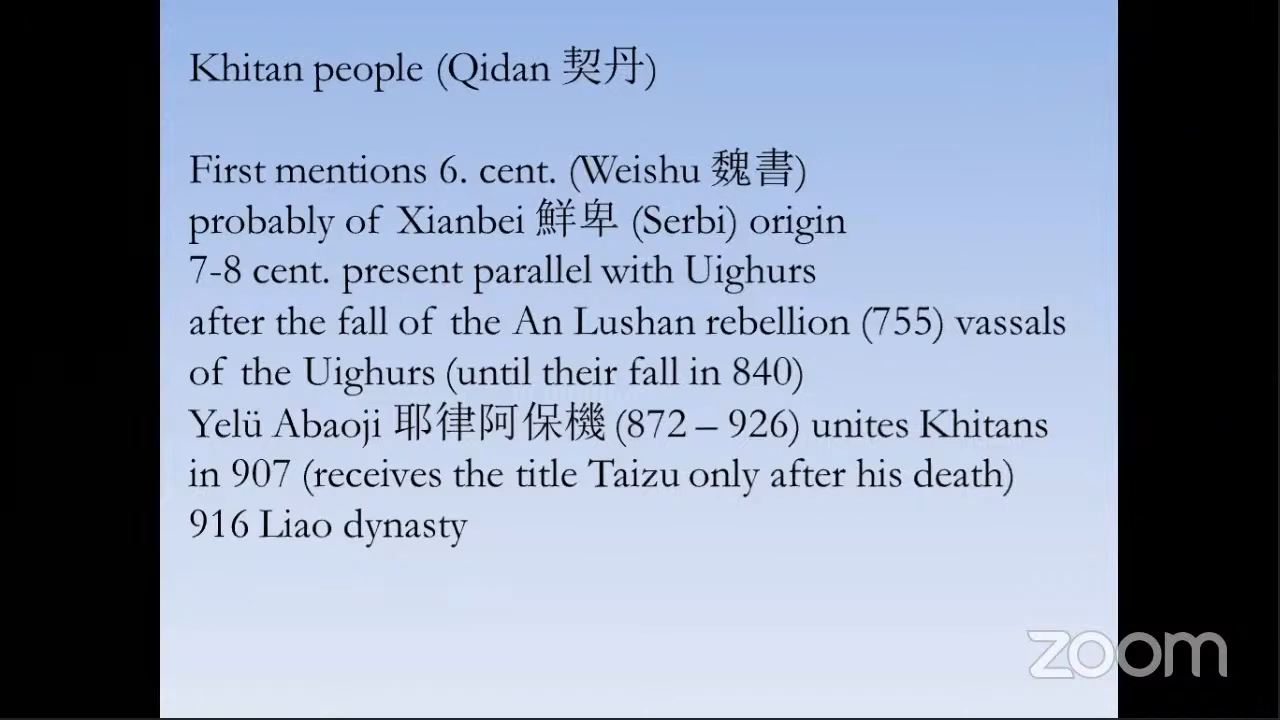 Khitan people (Qidan 契丹)
First mentions 6. cent. (Weishu 魏書)
probably of Xianbei 鮮卑 (Serbi) origin
7-8 cent. present parallel with Uighurs
after the fall of the An Lushan rebellion (755) vassals
of the Uighurs (until their fall in 840)
Yelü Abaoji 耶律阿保機 (872 – 926) unites Khitans
in 907 (receives the title Taizu only after his death)
916 Liao dynasty
zoom